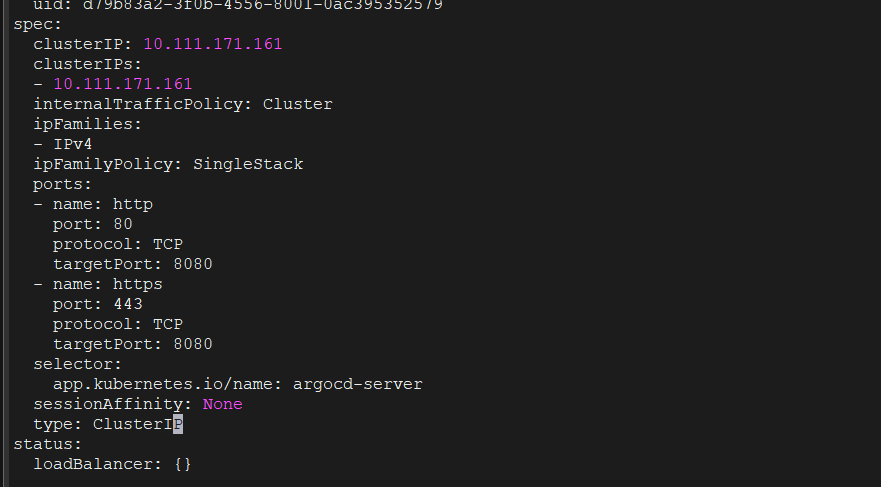 uid: d79b83a2-3f0b-4556-8001-0ac395352579
spec:
  clusterIP: 10.111.171.161
  clusterIPs:
  - 10.111.171.161
  internalTrafficPolicy: Cluster
  ipFamilies:
  - IPv4
  ipFamilyPolicy: SingleStack
  ports:
  - name: http
    port: 80
    protocol: TCP
    targetPort: 8080
  - name: https
    port: 443
    protocol: TCP
    targetPort: 8080
  selector:
    app.kubernetes.io/name: argocd-server
  sessionAffinity: None
  type: ClusterIP
status:
  loadBalancer: {}